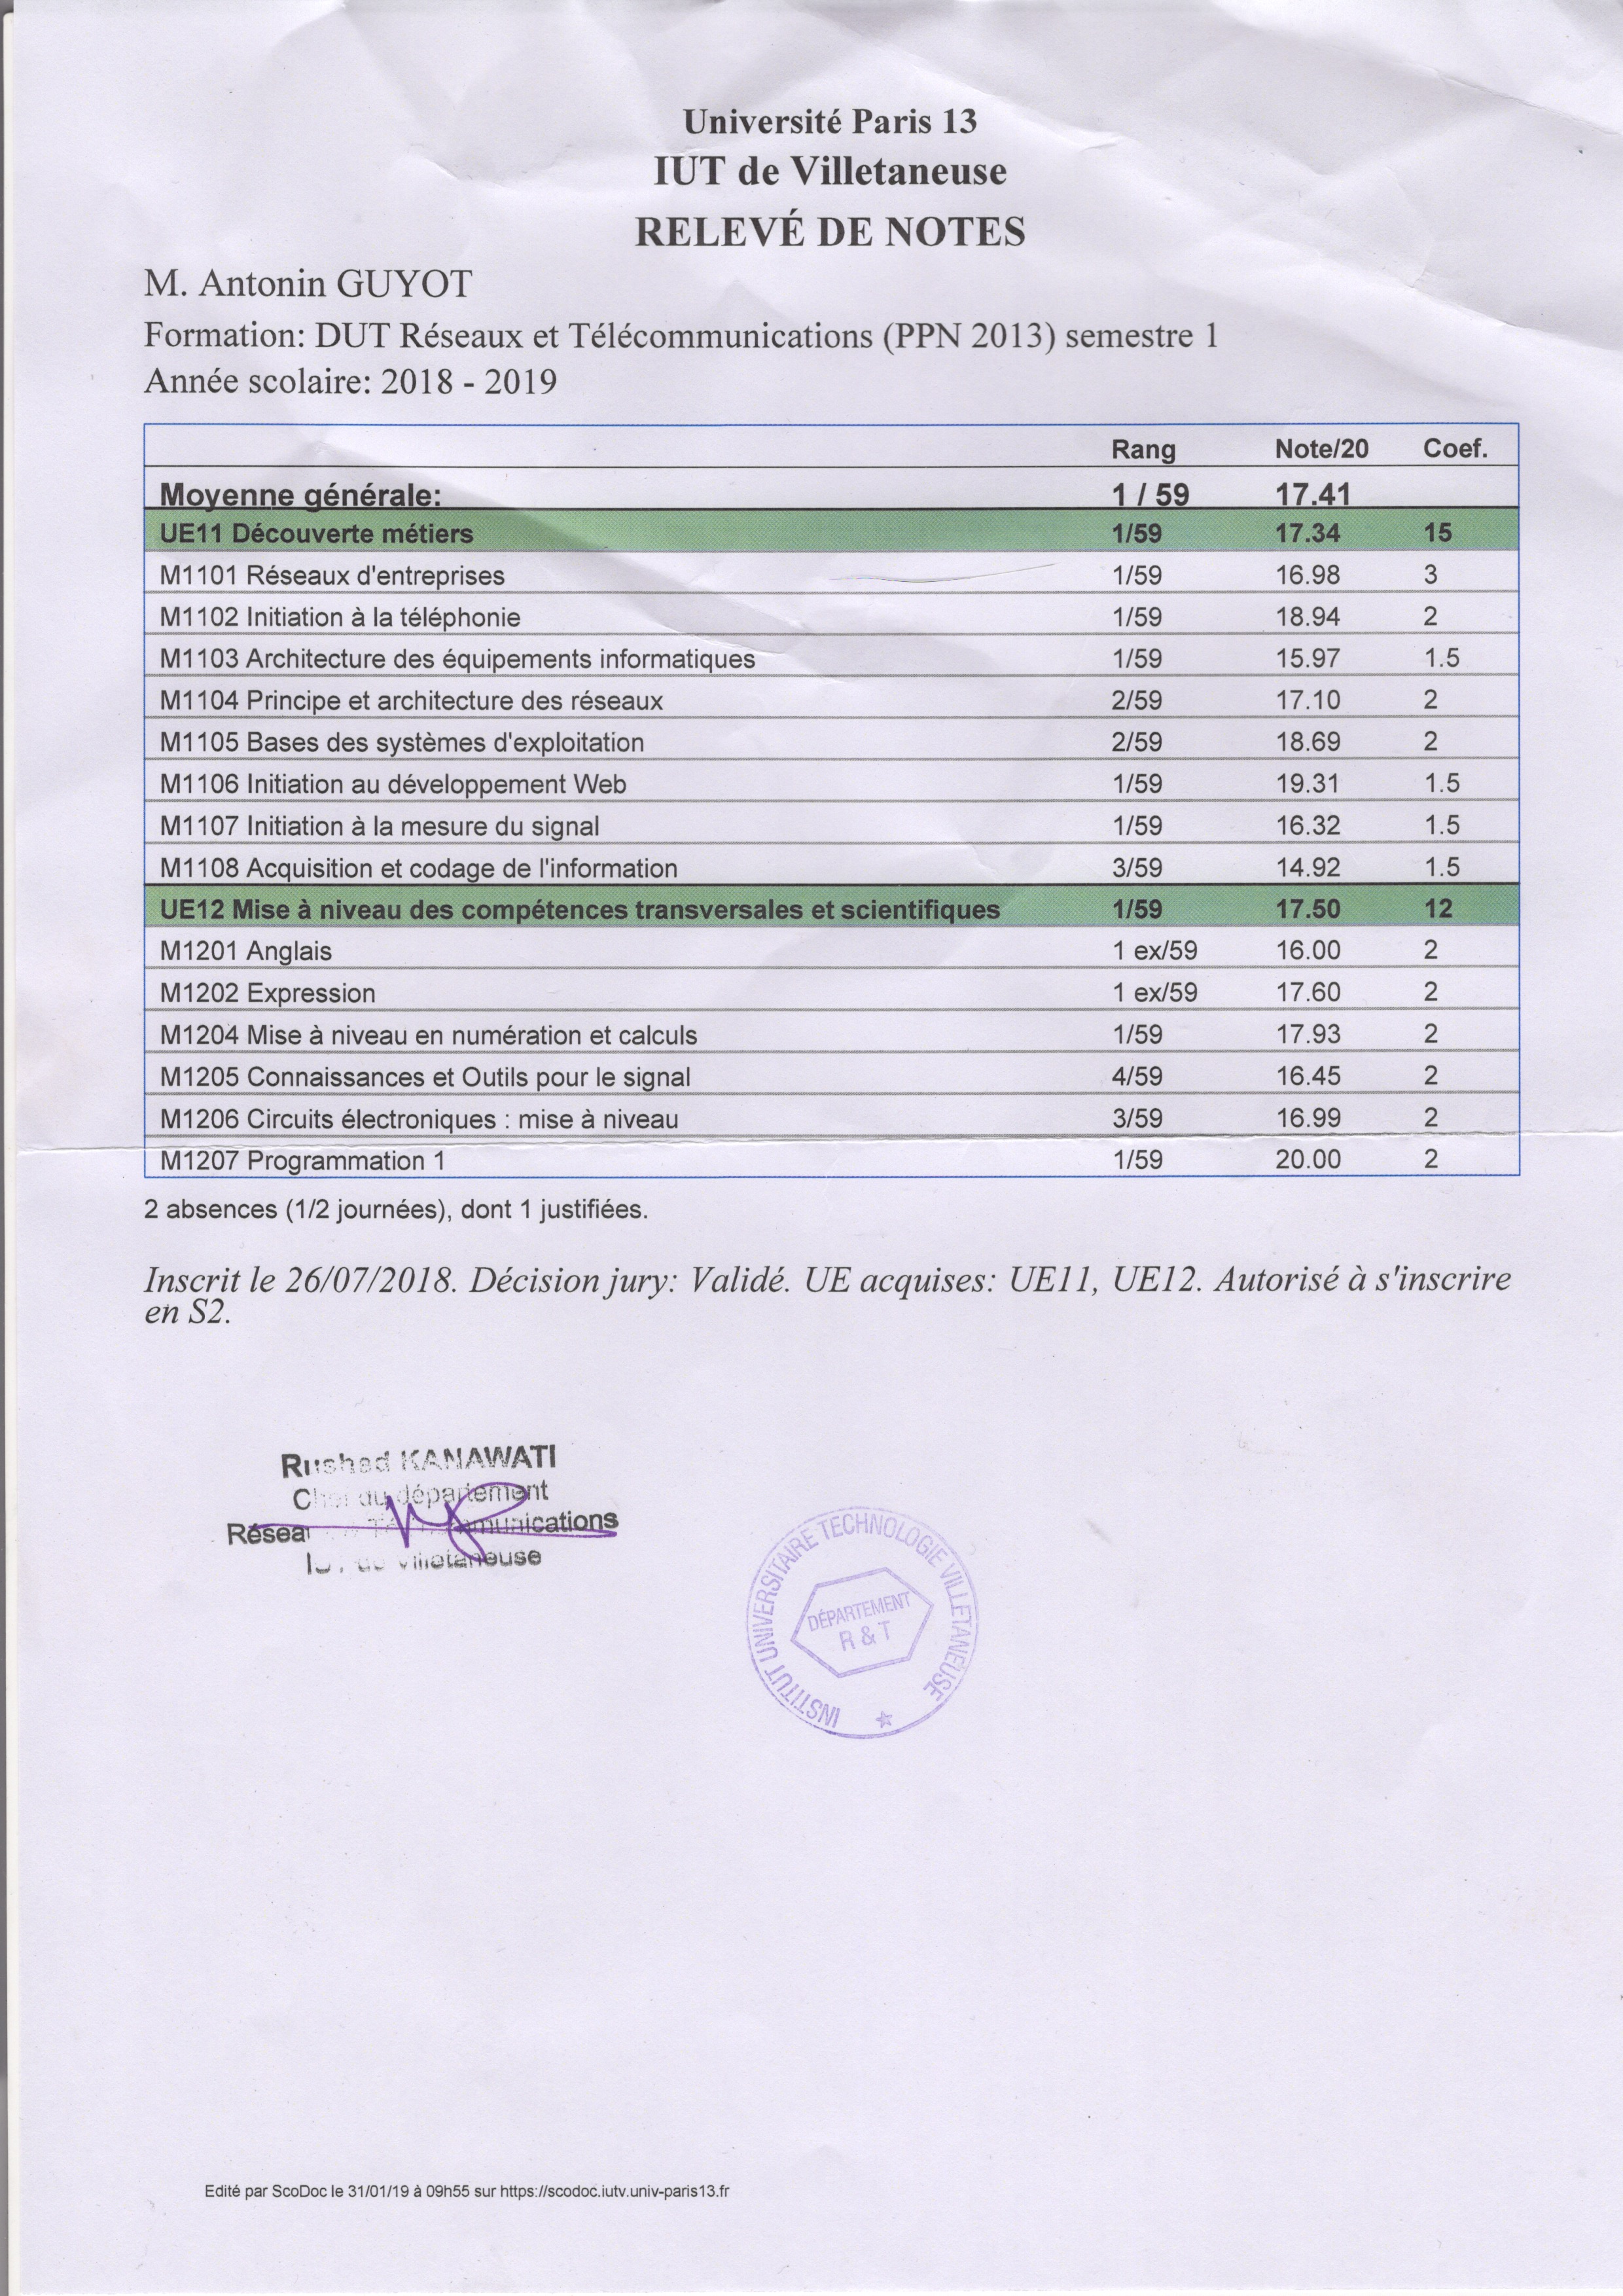 Université Paris 13
IUT de Villetaneuse
RELEVÉ DE NOTES
M. Antonin GUYOT
Formation: DUT Réseaux et Télécommunications (PPN 2013) semestre 1
Année scolaire: 2018 - 2019
Rang Note/20 Coef.
Moyenne générale: 1 / 59 17.41
UE11 Découverte métiers 1/59 17.34 15
M1101 Réseaux d'entreprises 1/59 16.98 3
M1102 Initiation à la téléphonie 1/59 18.94 2
M1103 Architecture des équipements informatiques 1/59 15.97 1.5
M1104 Principe et architecture des réseaux 2/59 17.10 2
M1105 Bases des systèmes d'exploitation 2/59 18.69 2
M1106 Initiation au développement Web 1/59 19.31 1.5
M1107 Initiation à la mesure du signal 1/59 16.32 1.5
M1108 Acquisition et codage de l'information 3/59 14.92 1.5
UE12 Mise à niveau des compétences transversales et scientifiques 1/59 17.50 12
M1201 Anglais 1 ex/59 16.00 2
M1202 Expression 1 ex/59 17.60 2
M1204 Mise à niveau en numération et calculs 1/59 17.93 2
M1205 Connaissances et Outils pour le signal 4/59 16.45 2
M1206 Circuits électroniques : mise à niveau 3/59 16.99 2
M1207 Programmation 1 1/59 20.00 2
2 absences (1/2 journées), dont 1 justifiées.
Inscrit le 26/07/2018. Décision jury: Validé. UE acquises: UE11, UE12. Autorisé à s'inscrire
en S2.
Rushed KANAWATI
Chef du département
de Villetaneuse
INSTITUT UNIVERSITAIRE TECHNOLOGIE VILLETANEUSE
DÉPARTEMENT
R & T
Edité par ScoDoc le 31/01/19 à 09h55 sur https://scodoc.iutv.univ-paris13.fr